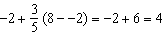 −2 + 3/5 (8 − −2) = −2 + 6 = 4